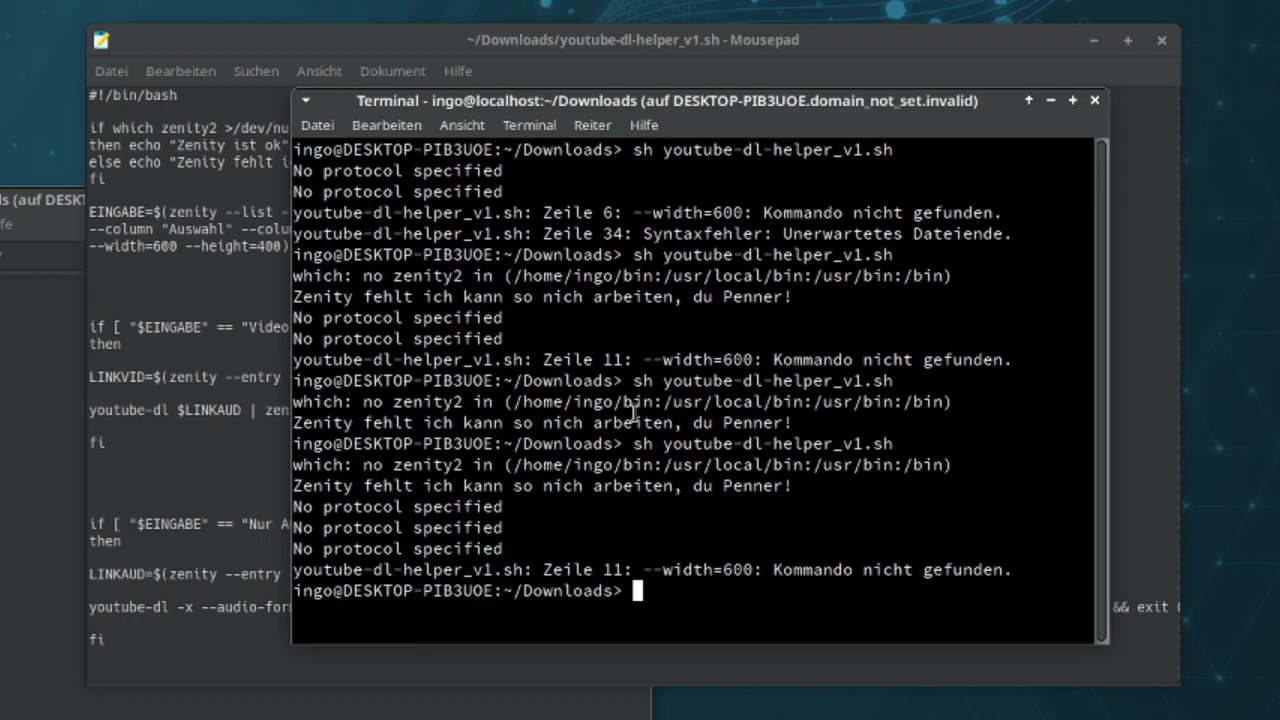 ~/Downloads/youtube-dl-helper_v1.sh - Mousepad
Datei Bearbeiten Suchen Ansicht Dokument Hilfe
#!/bin/bash
if which zenity2 >/dev/nu
then echo "Zenity ist ok"
else echo "Zenity fehlt i
fi
EINGABE=$(zenity --list -
--column "Auswahl" --colu
--width=600 --height=400)
if [ "$EINGABE" == "Video
then
LINKVID=$(zenity --entry
youtube-dl $LINKAUD | zen
fi
if [ "$EINGABE" == "Nur A
then
LINKAUD=$(zenity --entry
youtube-dl -x --audio-for
&& exit
fi
ds (auf DESKT
fe
Terminal - ingo@localhost:~/Downloads (auf DESKTOP-PIB3UOE.domain_not_set.invalid)
Datei Bearbeiten Ansicht Terminal Reiter Hilfe
ingo@DESKTOP-PIB3UOE:~/Downloads> sh youtube-dl-helper_v1.sh
No protocol specified
No protocol specified
youtube-dl-helper_v1.sh: Zeile 6: --width=600: Kommando nicht gefunden.
youtube-dl-helper_v1.sh: Zeile 34: Syntaxfehler: Unerwartetes Dateiende.
ingo@DESKTOP-PIB3UOE:~/Downloads> sh youtube-dl-helper_v1.sh
which: no zenity2 in (/home/ingo/bin:/usr/local/bin:/usr/bin:/bin)
Zenity fehlt ich kann so nich arbeiten, du Penner!
No protocol specified
No protocol specified
youtube-dl-helper_v1.sh: Zeile 11: --width=600: Kommando nicht gefunden.
ingo@DESKTOP-PIB3UOE:~/Downloads> sh youtube-dl-helper_v1.sh
which: no zenity2 in (/home/ingo/bin:/usr/local/bin:/usr/bin:/bin)
Zenity fehlt ich kann so nich arbeiten, du Penner!
ingo@DESKTOP-PIB3UOE:~/Downloads> sh youtube-dl-helper_v1.sh
which: no zenity2 in (/home/ingo/bin:/usr/local/bin:/usr/bin:/bin)
Zenity fehlt ich kann so nich arbeiten, du Penner!
No protocol specified
No protocol specified
No protocol specified
youtube-dl-helper_v1.sh: Zeile 11: --width=600: Kommando nicht gefunden.
ingo@DESKTOP-PIB3UOE:~/Downloads>